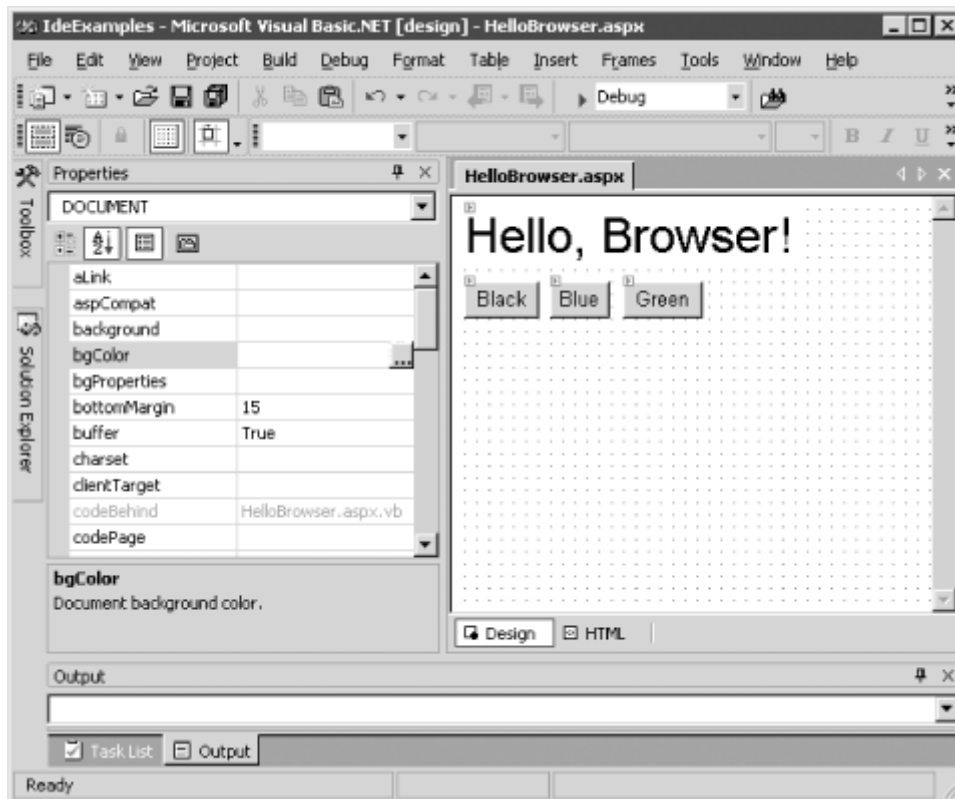 IdeExamples - Microsoft Visual Basic.NET [design] - HelloBrowser.aspx
File Edit View Project Build Debug Format Table Insert Frames Tools Window Help
Debug
B I U
Toolbox
Solution Explorer
Properties
DOCUMENT
aLink
aspCompat
background
bgColor ...
bgProperties
bottomMargin 15
buffer True
charset
clientTarget
codeBehind HelloBrowser.aspx.vb
codePage
bgColor
Document background color.
HelloBrowser.aspx
Hello, Browser!
Black Blue Green
Design HTML
Output
Task List Output
Ready